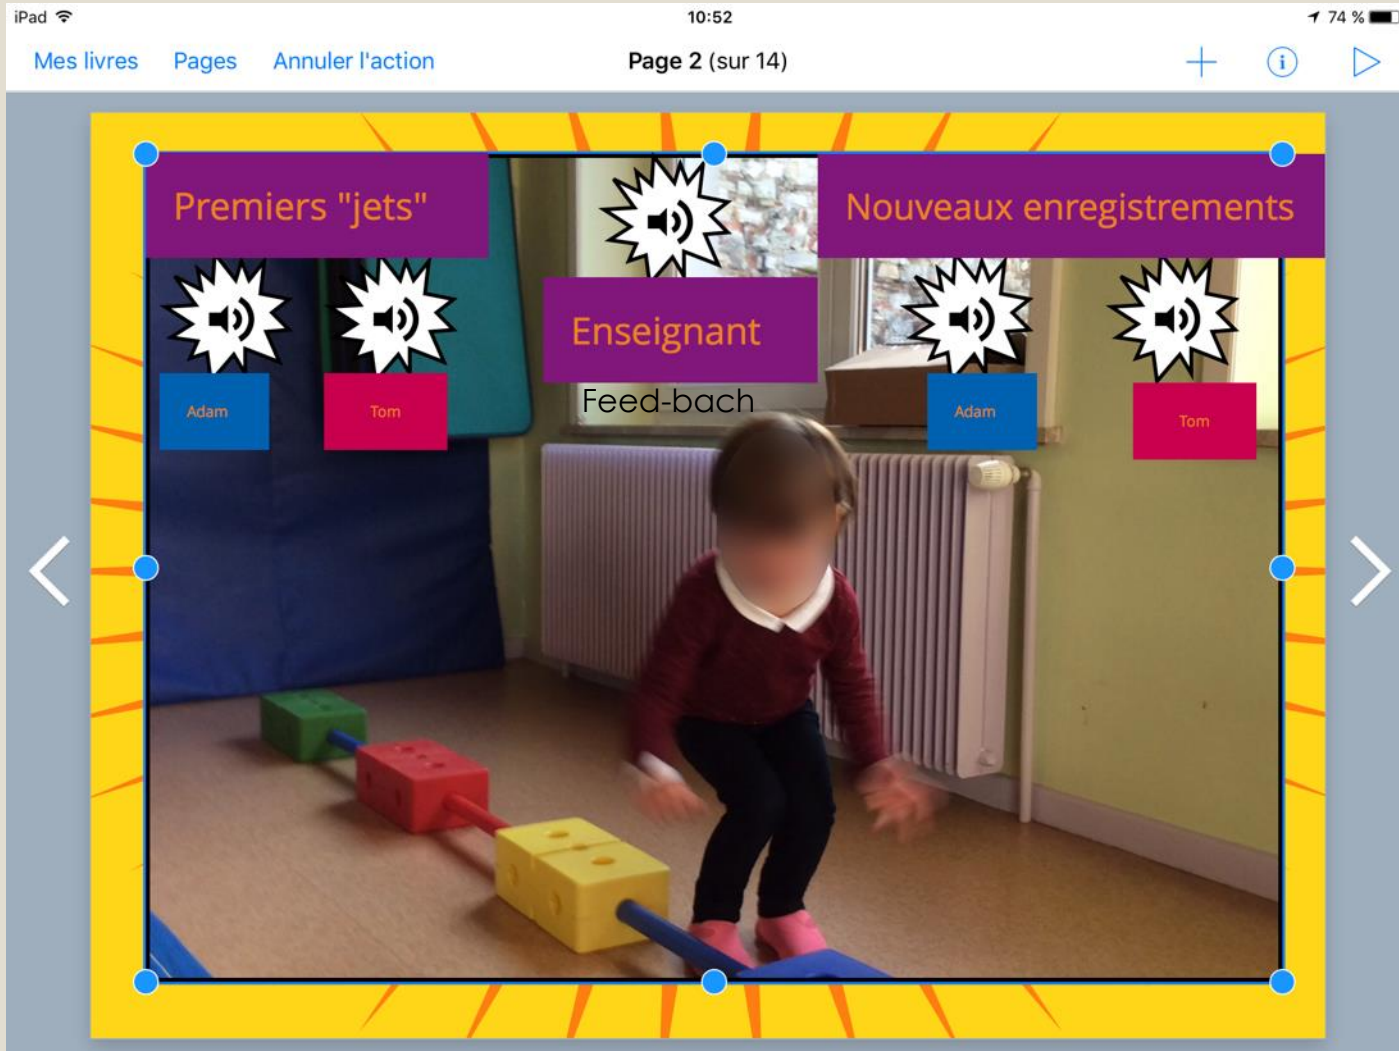 iPad 10:52 74 %
Mes livres Pages Annuler l'action Page 2 (sur 14)
Premiers "jets" Nouveaux enregistrements
Enseignant
Feed-bach
Adam Tom Adam Tom